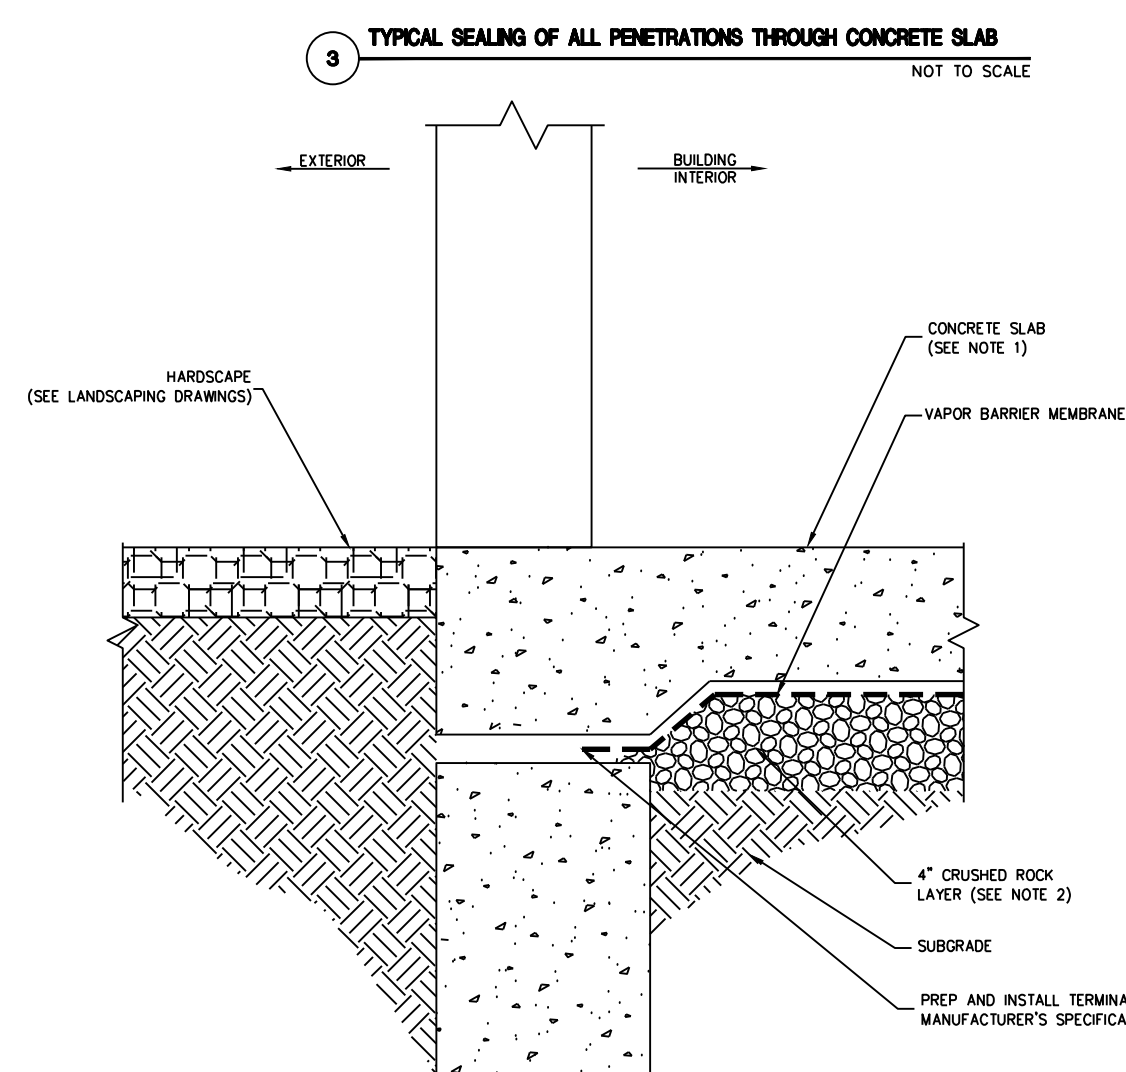 3
TYPICAL SEALING OF ALL PENETRATIONS THROUGH CONCRETE SLAB
NOT TO SCALE
EXTERIOR
BUILDING
INTERIOR
CONCRETE SLAB
(SEE NOTE 1)
HARDSCAPE
(SEE LANDSCAPING DRAWINGS)
VAPOR BARRIER MEMBRANE
4" CRUSHED ROCK
LAYER (SEE NOTE 2)
SUBGRADE
PREP AND INSTALL
MANUFACTURER'S